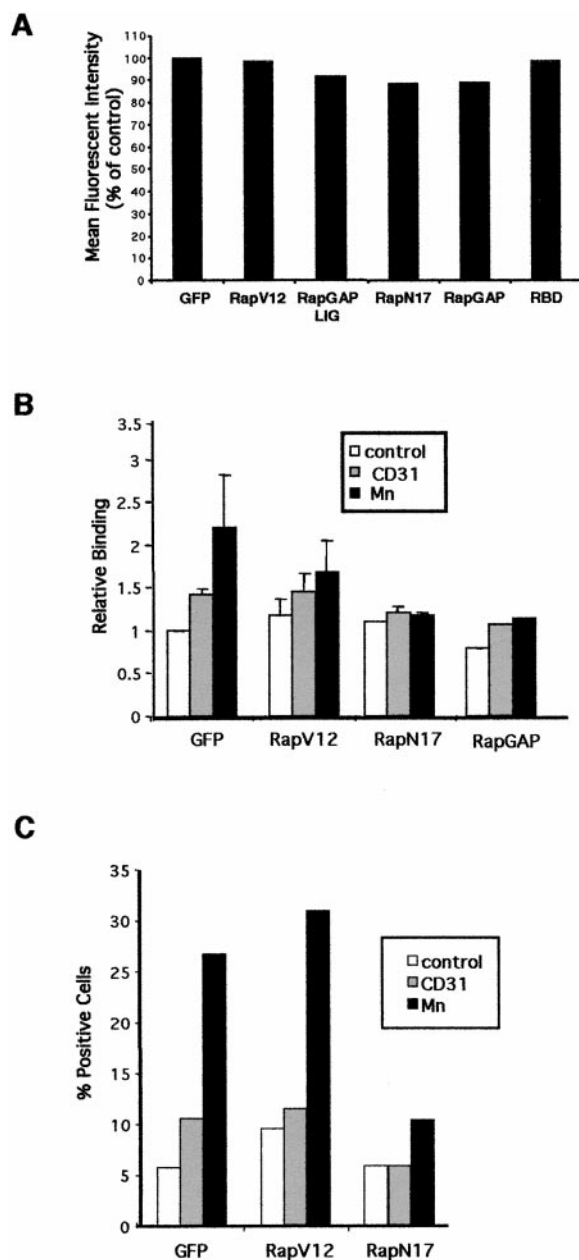 A
Mean Fluorescent Intensity
(% of control)
110
100
90
80
70
60
50
40
30
20
10
0
GFP RapV12 RapGAP RapN17 RapGAP RBD
LIG
B
Relative Binding
3.5
3
2.5
2
1.5
1
0.5
0
control
CD31
Mn
GFP RapV12 RapN17 RapGAP
C
% Positive Cells
35
30
25
20
15
10
5
0
control
CD31
Mn
GFP RapV12 RapN17